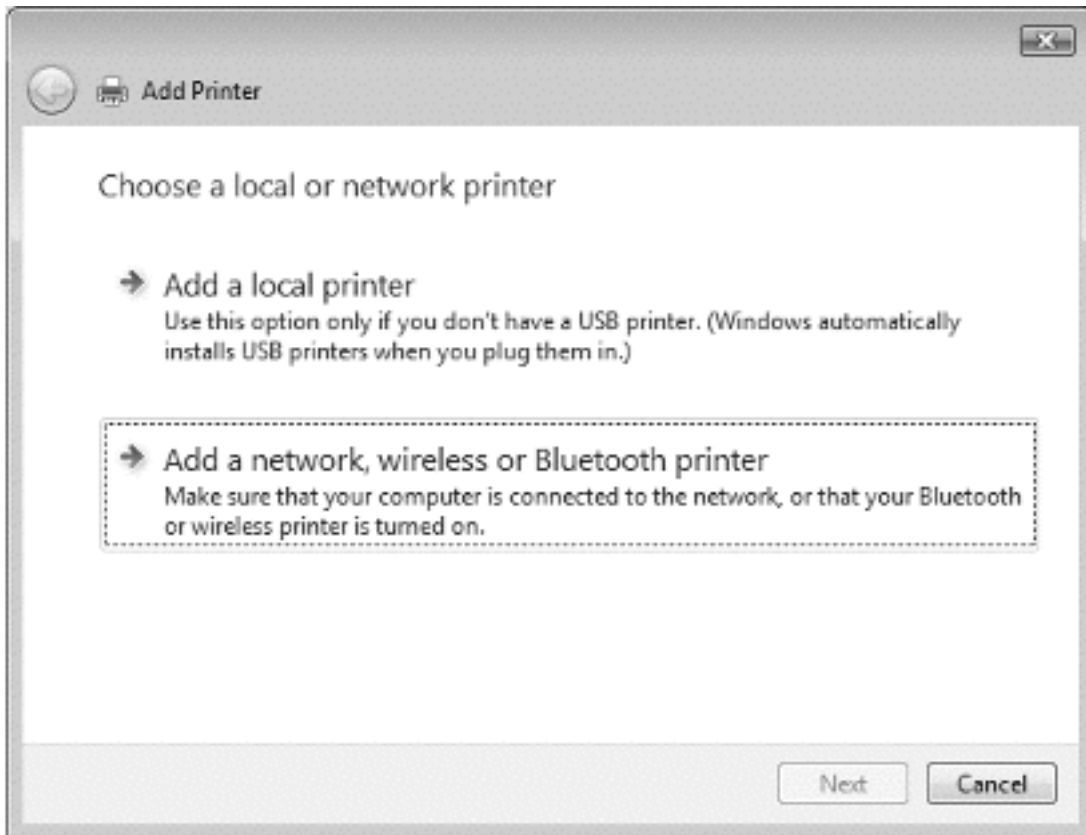 Add Printer
Choose a local or network printer
Add a local printer
Use this option only if you don't have a USB printer. (Windows automatically
installs USB printers when you plug them in.)
Add a network, wireless or Bluetooth printer
Make sure that your computer is connected to the network, or that your Bluetooth
or wireless printer is turned on.
Next
Cancel